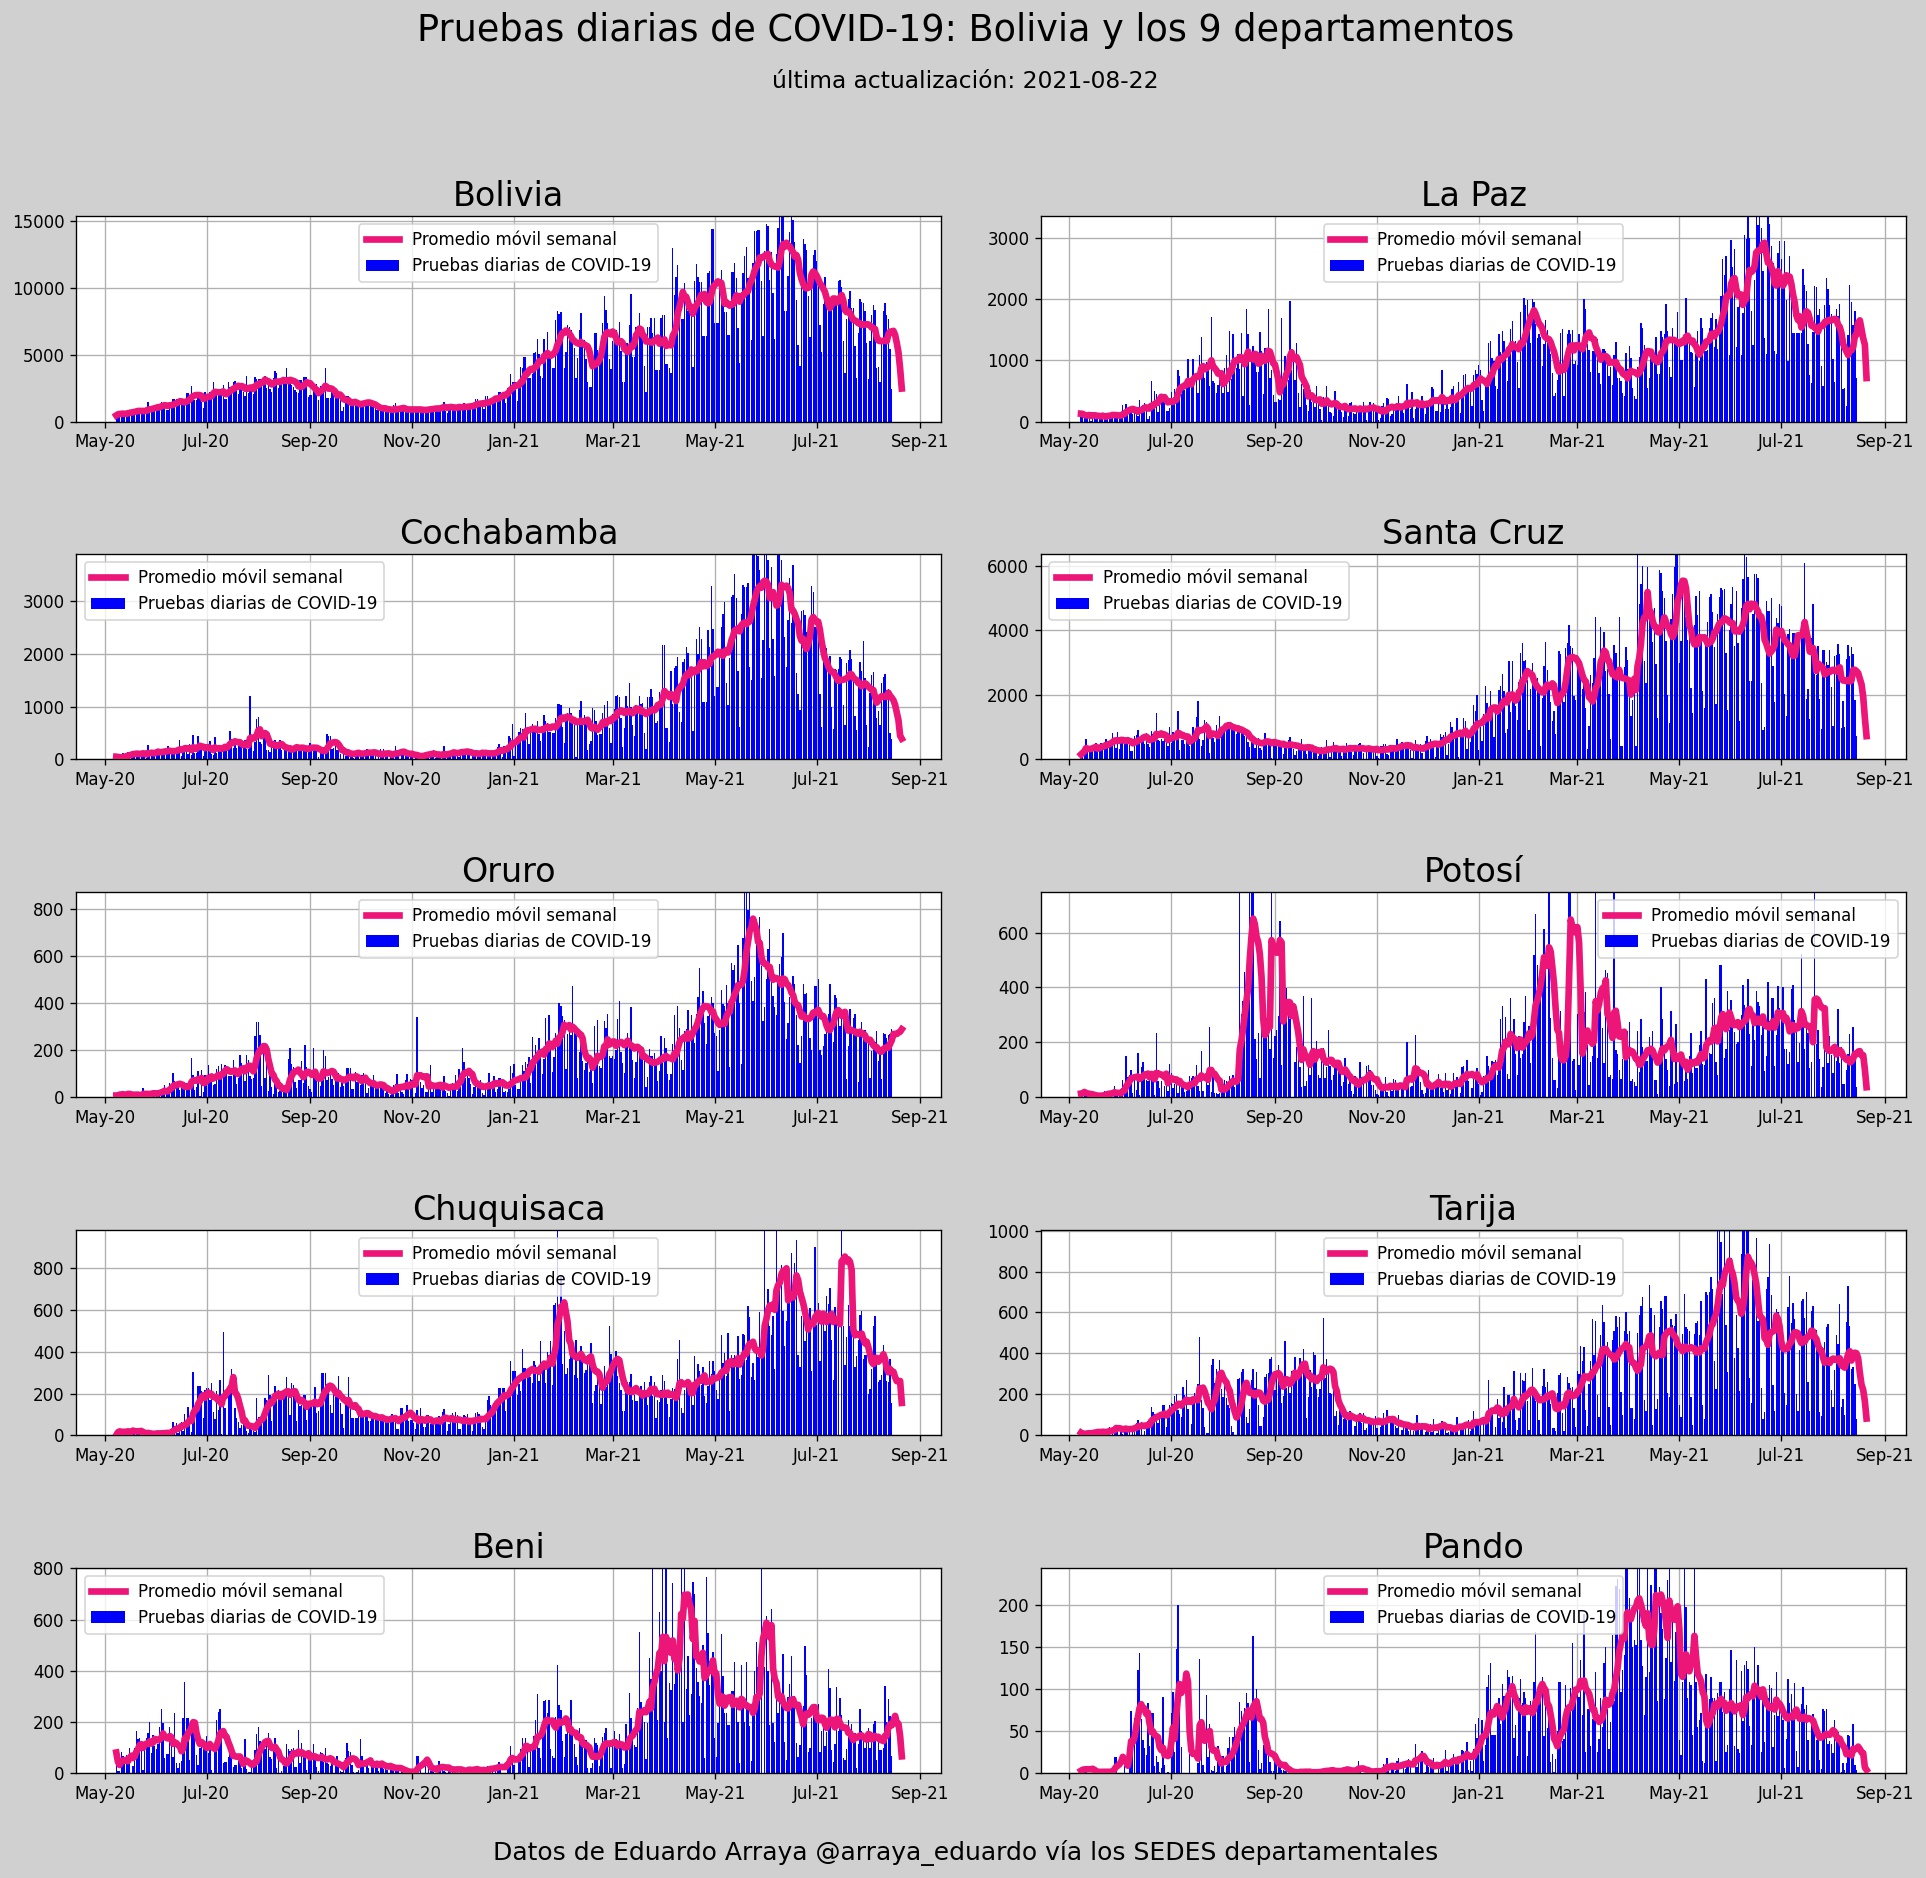 Pruebas diarias de COVID-19: Bolivia y los 9 departamentos
última actualización: 2021-08-22
Bolivia
15000
10000
5000
0
Promedio móvil semanal
Pruebas diarias de COVID-19
May-20 Jul-20 Sep-20 Nov-20 Jan-21 Mar-21 May-21 Jul-21 Sep-21
La Paz
3000
2000
1000
0
Promedio móvil semanal
Pruebas diarias de COVID-19
May-20 Jul-20 Sep-20 Nov-20 Jan-21 Mar-21 May-21 Jul-21 Sep-21
Cochabamba
3000
2000
1000
0
Promedio móvil semanal
Pruebas diarias de COVID-19
May-20 Jul-20 Sep-20 Nov-20 Jan-21 Mar-21 May-21 Jul-21 Sep-21
Santa Cruz
6000
4000
2000
0
Promedio móvil semanal
Pruebas diarias de COVID-19
May-20 Jul-20 Sep-20 Nov-20 Jan-21 Mar-21 May-21 Jul-21 Sep-21
Oruro
800
600
400
200
0
Promedio móvil semanal
Pruebas diarias de COVID-19
May-20 Jul-20 Sep-20 Nov-20 Jan-21 Mar-21 May-21 Jul-21 Sep-21
Potosí
600
400
200
0
Promedio móvil semanal
Pruebas diarias de COVID-19
May-20 Jul-20 Sep-20 Nov-20 Jan-21 Mar-21 May-21 Jul-21 Sep-21
Chuquisaca
800
600
400
200
0
Promedio móvil semanal
Pruebas diarias de COVID-19
May-20 Jul-20 Sep-20 Nov-20 Jan-21 Mar-21 May-21 Jul-21 Sep-21
Tarija
1000
800
600
400
200
0
Promedio móvil semanal
Pruebas diarias de COVID-19
May-20 Jul-20 Sep-20 Nov-20 Jan-21 Mar-21 May-21 Jul-21 Sep-21
Beni
800
600
400
200
0
Promedio móvil semanal
Pruebas diarias de COVID-19
May-20 Jul-20 Sep-20 Nov-20 Jan-21 Mar-21 May-21 Jul-21 Sep-21
Pando
200
150
100
50
0
Promedio móvil semanal
Pruebas diarias de COVID-19
May-20 Jul-20 Sep-20 Nov-20 Jan-21 Mar-21 May-21 Jul-21 Sep-21
Datos de Eduardo Arraya @arraya_eduardo vía los SEDES departamentales